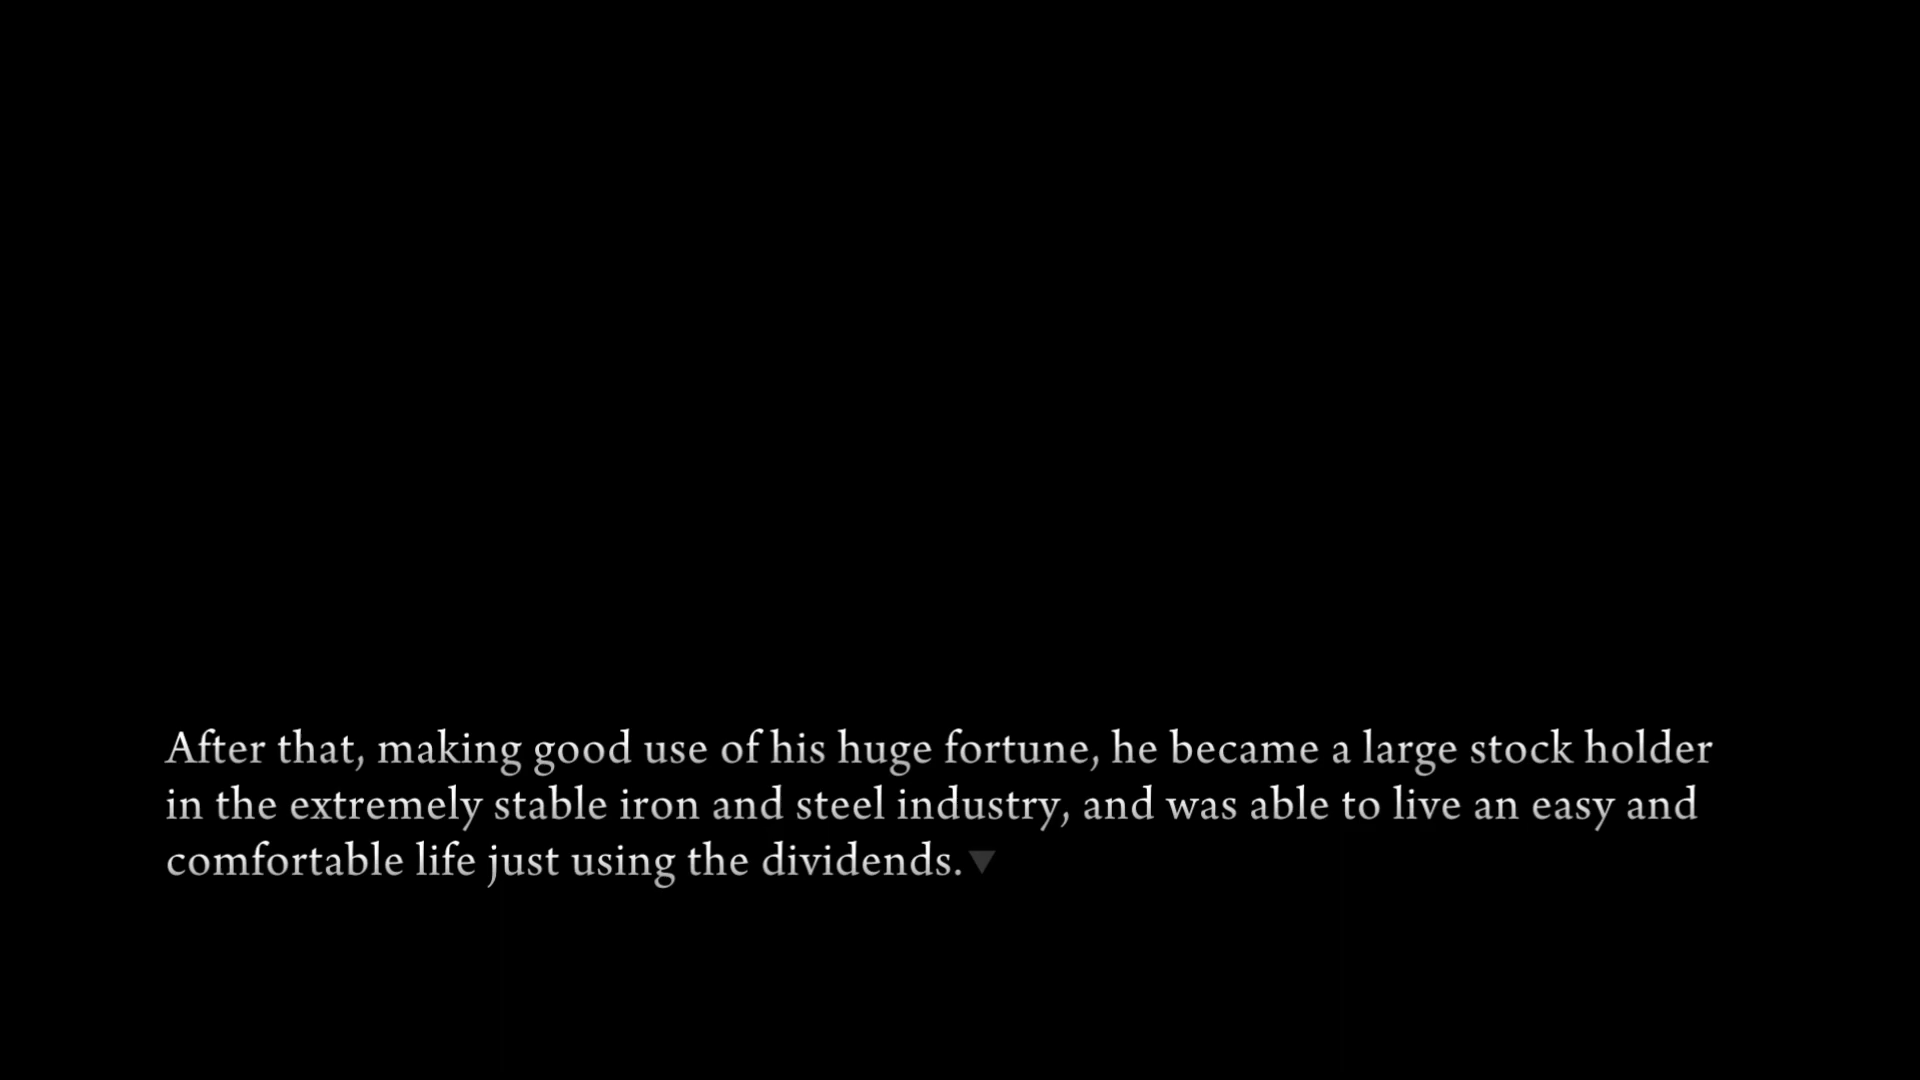 After that, making good use of his huge fortune, he became a large stock holder
in the extremely stable iron and steel industry, and was able to live an easy and
comfortable life just using the dividends.